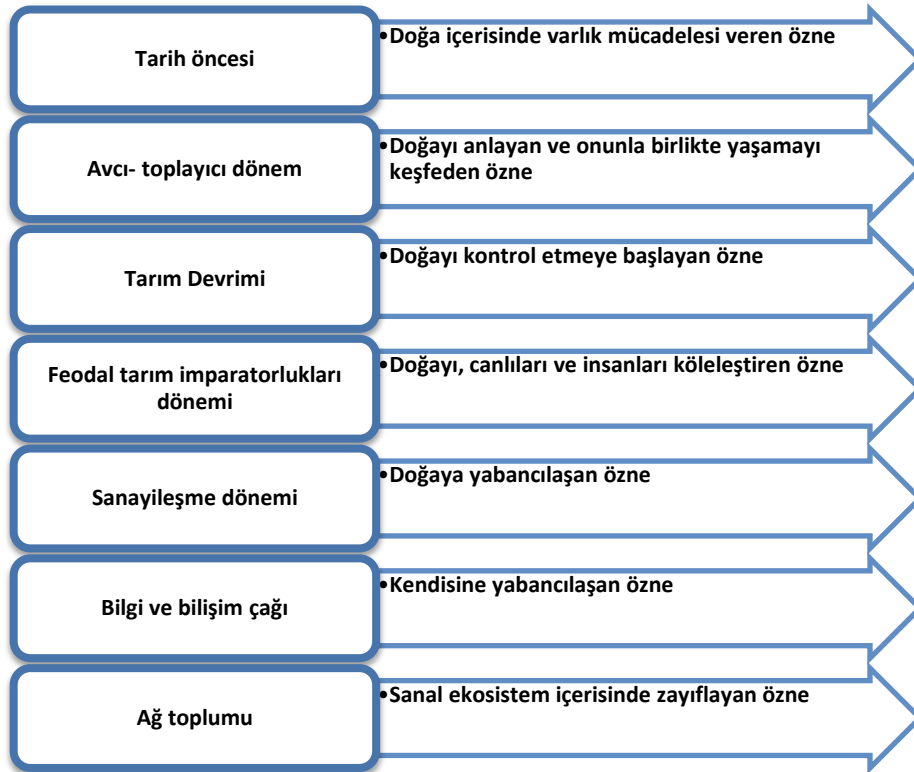 Tarih öncesi
•Doğa içerisinde varlık mücadelesi veren özne
Avcı- toplayıcı dönem
•Doğayı anlayan ve onunla birlikte yaşamayı
keşfeden özne
Tarım Devrimi
•Doğayı kontrol etmeye başlayan özne
Feodal tarım imparatorlukları
dönemi
•Doğayı, canlıları ve insanları köleleştiren özne
Sanayileşme dönemi
•Doğaya yabancılaşan özne
Bilgi ve bilişim çağı
•Kendisine yabancılaşan özne
Ağ toplumu
•Sanal ekosistem içerisinde zayıflayan özne